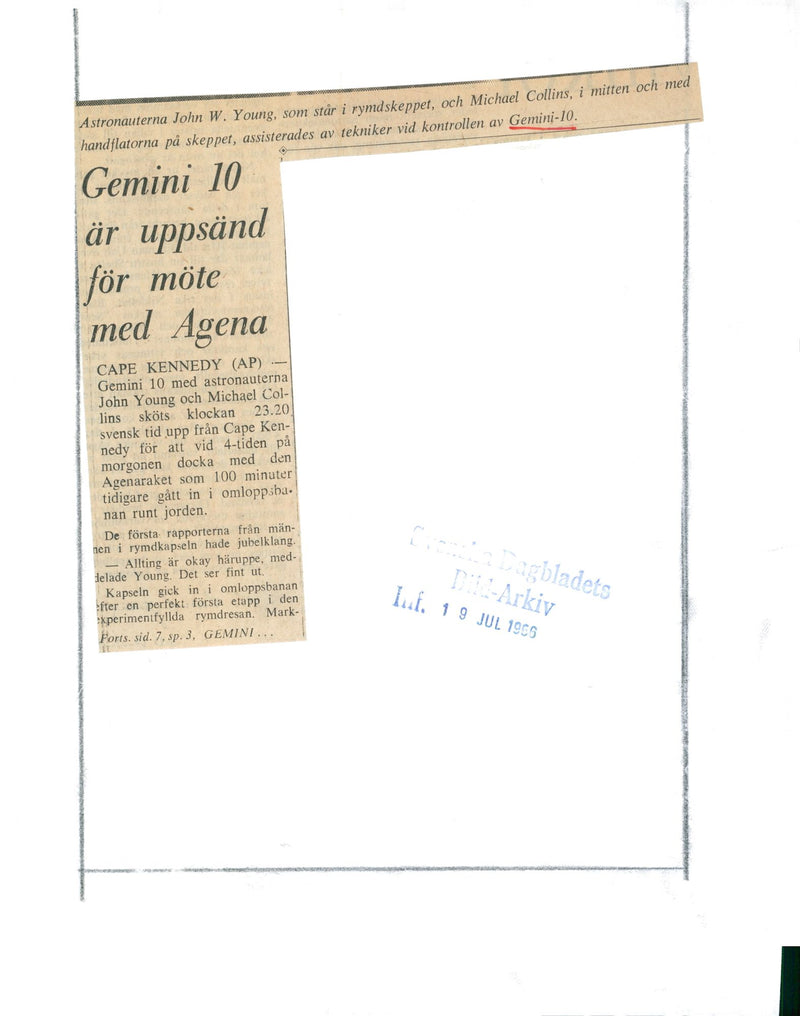 Astronauterna John W. Young, som står i rymdskeppet, och Michael Collins, i mitten och med
handflatorna på skeppet, assisterades av tekniker vid kontrollen av Gemini-10.
Gemini 10
är uppsänd
för möte
med Agena
CAPE KENNEDY (AP) —
Gemini 10 med astronauterna
John Young och Michael Col-
lins sköts klockan 23.20
svensk tid upp från Cape Ken-
nedy för att vid 4-tiden på
morgonen docka med den
Agenaraket som 100 minuter
tidigare gått in i omloppsba-
nan runt jorden.
De första rapporterna från män-
nen i rymdkapseln hade jubelklang.
— Allting är okay häruppe, med-
delade Young. Det ser fint ut.
Kapseln gick in i omloppsbanan
efter en perfekt första etapp i den
experimentfyllda rymdresan. Mark-
Forts. sid. 7, sp. 3, GEMINI . . .
Svenska Dagbladets
Bild-Arkiv
Inf. 19 JUL 1966